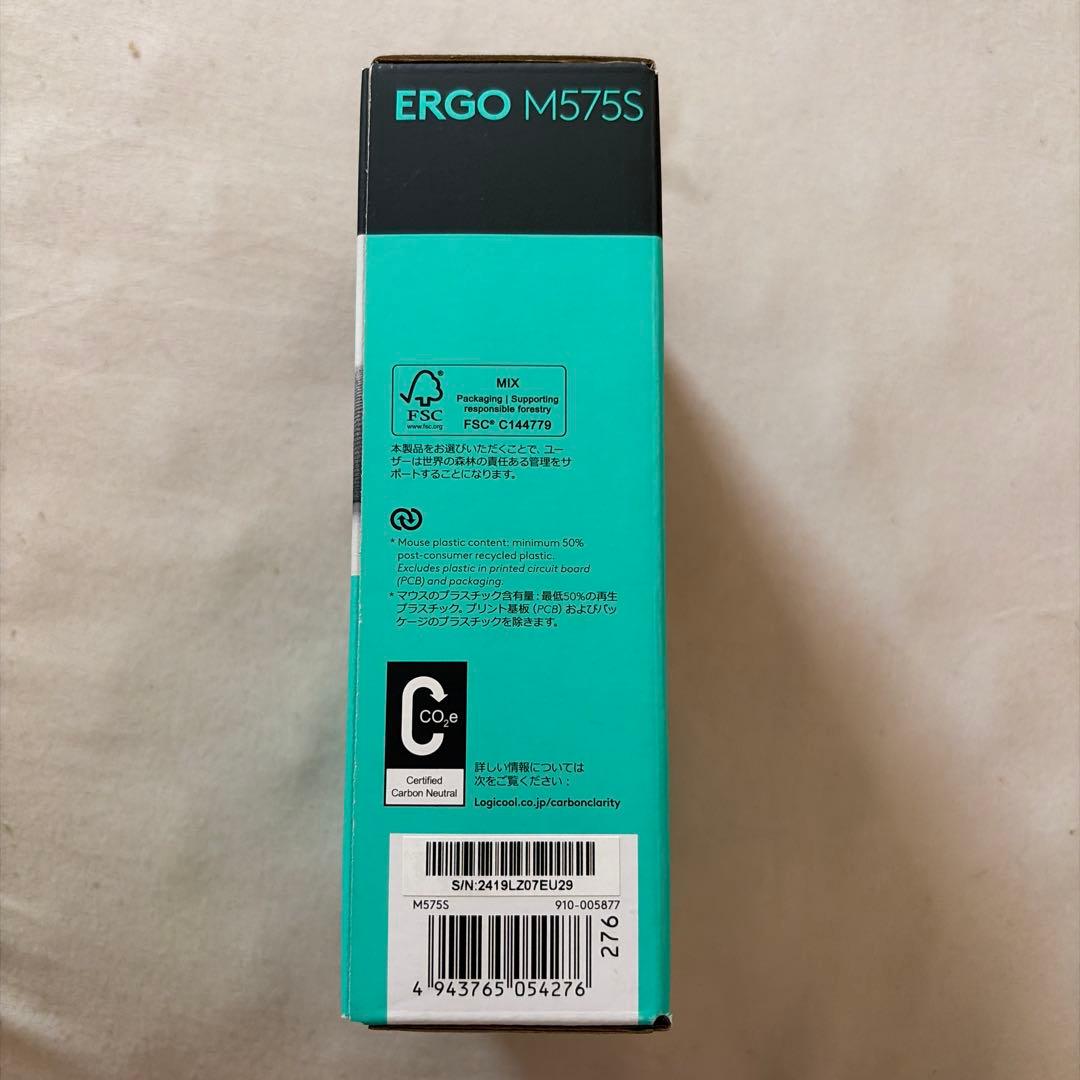 ERGO M575S
FSC
www.fsc.org
MIX
Packaging | Supporting
responsible forestry
FSC® C144779
本製品をお選びいただくことで、ユー
ザーは世界の森林の責任ある管理をサ
ポートすることになります。
* Mouse plastic content: minimum 50%
post-consumer recycled plastic.
Excludes plastic in printed circuit board
(PCB) and packaging.
* マウスのプラスチック含有量：最低50%の再生
プラスチック。プリント基板（PCB）およびパッ
ケージのプラスチックを除きます。
CO₂e
Certified
Carbon Neutral
詳しい情報については
次をご覧ください：
Logicool.co.jp/carbonclarity
S/N:2419LZ07EU29
M575S 910-005877
276
4 943765 054276